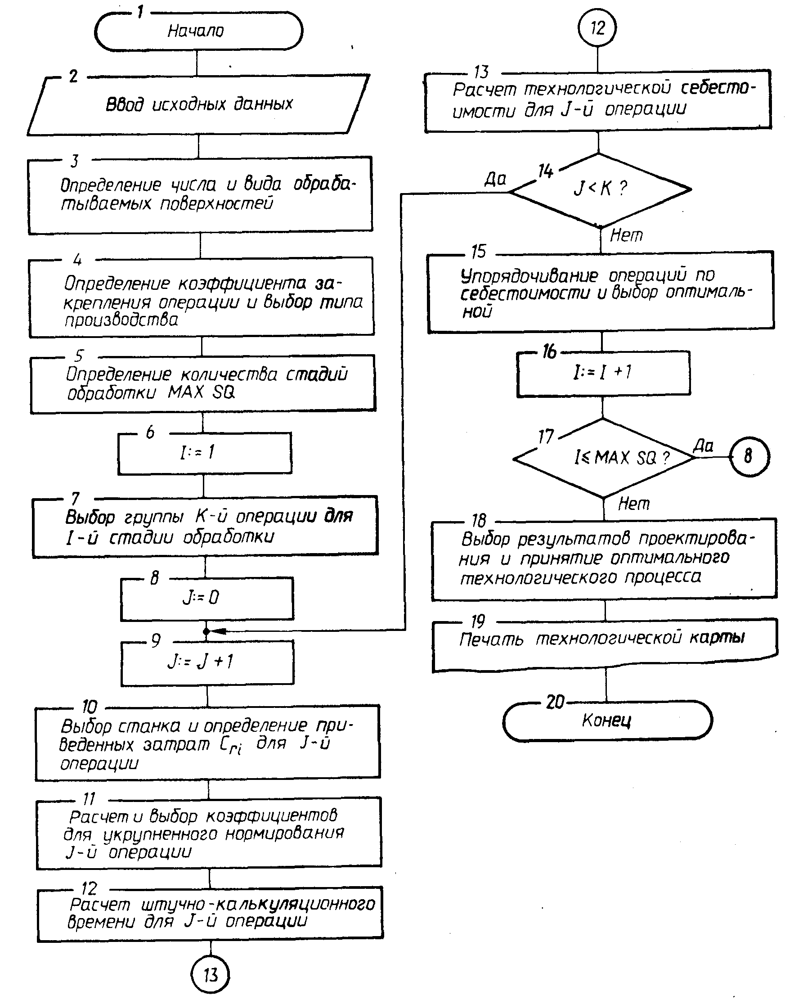 1
Начало
2
Ввод исходных данных
3
Определение числа и вида обраба-
тываемых поверхностей
4
Определение коэффициента за-
крепления операции и выбор типа
производства
5
Определение количества стадий
обработки MAX SQ
6
I:=1
7
Выбор группы К-й операции для
I-й стадии обработки
8
J:=0
9
J:=J+1
10
Выбор станка и определение при-
веденных затрат Cri для J-й
операции
11
Расчет и выбор коэффициентов
для укрупненного нормирования
J-й операции
12
Расчет штучно-калькуляционного
времени для J-й операции
13
12
13
Расчет технологической себесто-
имости для J-й операции
14
Да
J<K?
Нет
15
Упорядочивание операций по
себестоимости и выбор оптималь-
ной
16
I:=I+1
17
I≤MAX SQ?
Да
8
Нет
18
Выбор результатов проектирова-
ния и принятие оптимального
технологического процесса
19
Печать технологической карты
20
Конец